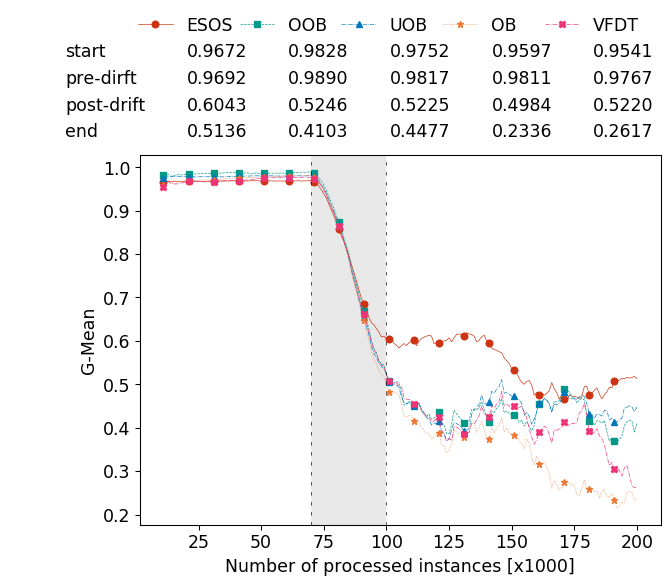 ESOS OOB UOB OB VFDT
start 0.9672 0.9828 0.9752 0.9597 0.9541
pre-dirft 0.9692 0.9890 0.9817 0.9811 0.9767
post-drift 0.6043 0.5246 0.5225 0.4984 0.5220
end 0.5136 0.4103 0.4477 0.2336 0.2617
1.0
0.9
0.8
0.7
0.6
0.5
0.4
0.3
0.2
G-Mean
25 50 75 100 125 150 175 200
Number of processed instances [x1000]